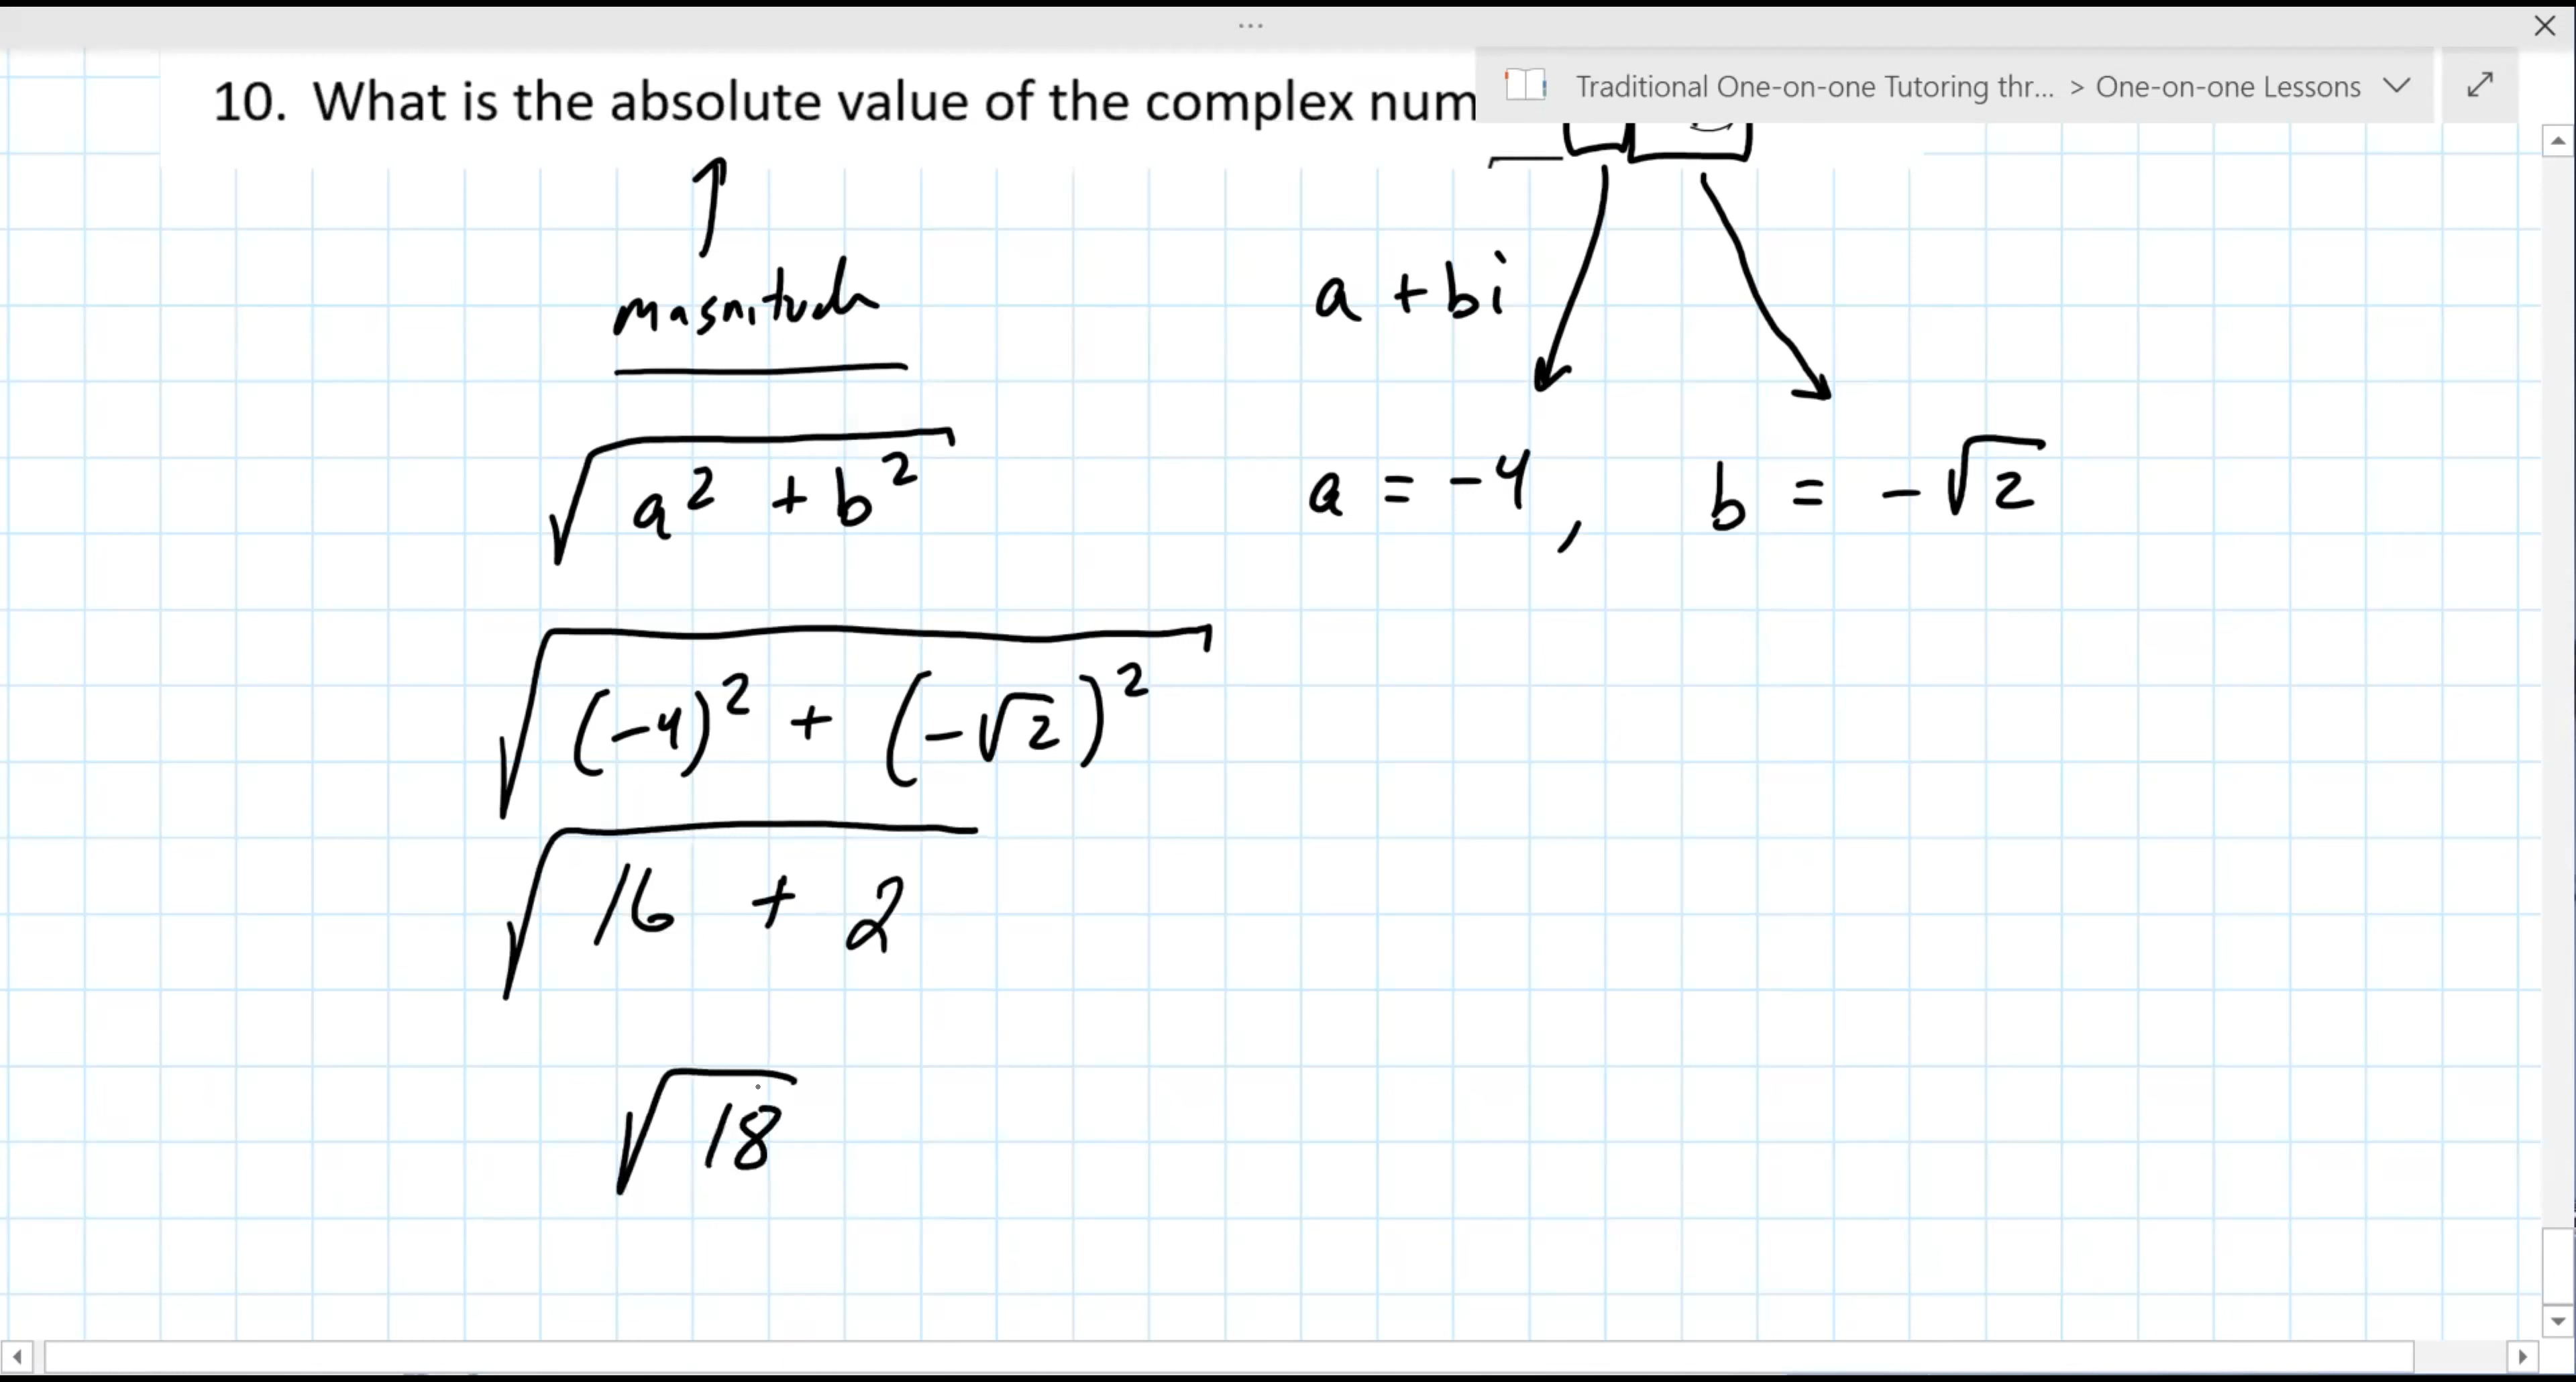 10. What is the absolute value of the complex num
Traditional One-on-one Tutoring thr... > One-on-one Lessons
magnitude
a + bi
√(a² + b²)
a = -4, b = -√2
√((-4)² + (-√2)²)
√(16 + 2)
√18